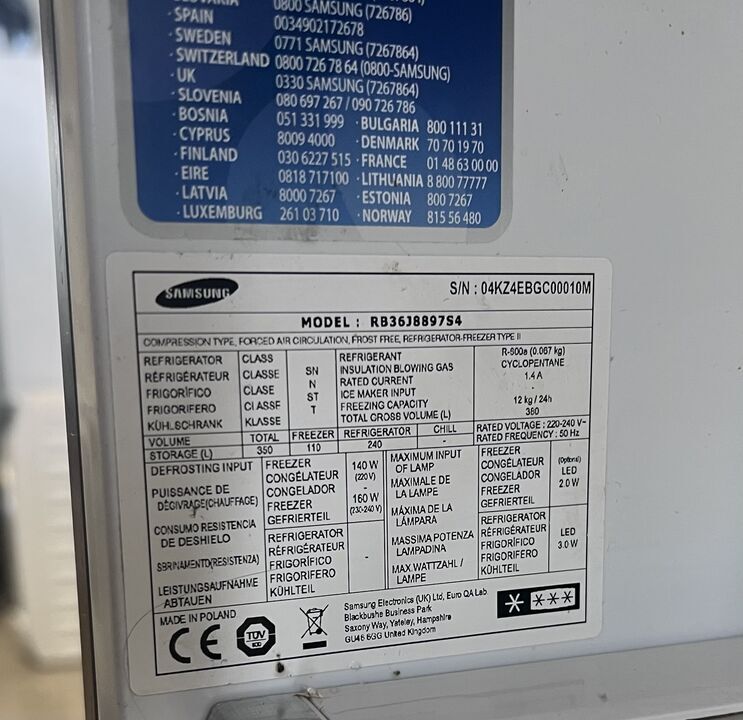 0800 SAMSUNG (726786)
· SPAIN 0034902172678
· SWEDEN 0771 SAMSUNG (7267864)
· SWITZERLAND 0800 726 78 64 (0800-SAMSUNG)
· UK 0330 SAMSUNG (7267864)
· SLOVENIA 080 697 267 / 090 726 786
· BOSNIA 051 331 999 · BULGARIA 800 111 31
· CYPRUS 8009 4000 · DENMARK 70 70 19 70
· FINLAND 030 6227 515 · FRANCE 01 48 63 00 00
· EIRE 0818 717100 · LITHUANIA 8 800 77777
· LATVIA 8000 7267 · ESTONIA 800 7267
· LUXEMBURG 261 03 710 · NORWAY 815 56 480
SAMSUNG S/N : 04KZ4EBGC00010M
MODEL : RB36J8897S4
COMPRESSION TYPE, FORCED AIR CIRCULATION, FROST FREE, REFRIGERATOR-FREEZER TYPE II
REFRIGERATOR CLASS
RÉFRIGÉRATEUR CLASSE
FRIGORÍFICO CLASE
FRIGORIFERO CLASSE
KÜHLSCHRANK KLASSE
SN
N
ST
T
REFRIGERANT R-600a (0.067 kg)
INSULATION BLOWING GAS CYCLOPENTANE
RATED CURRENT 1.4 A
ICE MAKER INPUT
FREEZING CAPACITY 12 kg / 24h
TOTAL CROSS VOLUME (L) 380
VOLUME TOTAL FREEZER REFRIGERATOR CHILL RATED VOLTAGE : 220-240 V~
STORAGE (L) 350 110 240 - RATED FREQUENCY : 50 Hz
DEFROSTING INPUT
PUISSANCE DE
DÉGIVRAGE(CHAUFFAGE)
CONSUMO RESISTENCIA
DE DESHIELO
SBRINAMENTO(RESISTENZA)
LEISTUNGSAUFNAHME
ABTAUEN
FREEZER
CONGÉLATEUR
CONGELADOR
FREEZER
GEFRIERTEIL
140 W
(220 V)
-
160 W
(230-240 V)
REFRIGERATOR
RÉFRIGÉRATEUR
FRIGORÍFICO
FRIGORIFERO
KÜHLTEIL
-
MAXIMUM INPUT
OF LAMP
MAXIMALE DE
LA LAMPE
MÁXIMA DE LA
LÁMPARA
MASSIMA POTENZA
LAMPADINA
MAX.WATTZAHL /
LAMPE
FREEZER
CONGÉLATEUR
CONGELADOR
FREEZER
GEFRIERTEIL
(Optional)
LED
2.0 W
REFRIGERATOR
RÉFRIGÉRATEUR
FRIGORÍFICO
FRIGORIFERO
KÜHLTEIL
LED
3.0 W
MADE IN POLAND
CE
TÜV
Samsung Electronics (UK) Ltd, Euro QA Lab.
Blackbushe Business Park
Saxony Way, Yateley, Hampshire
GU46 6GG United Kingdom